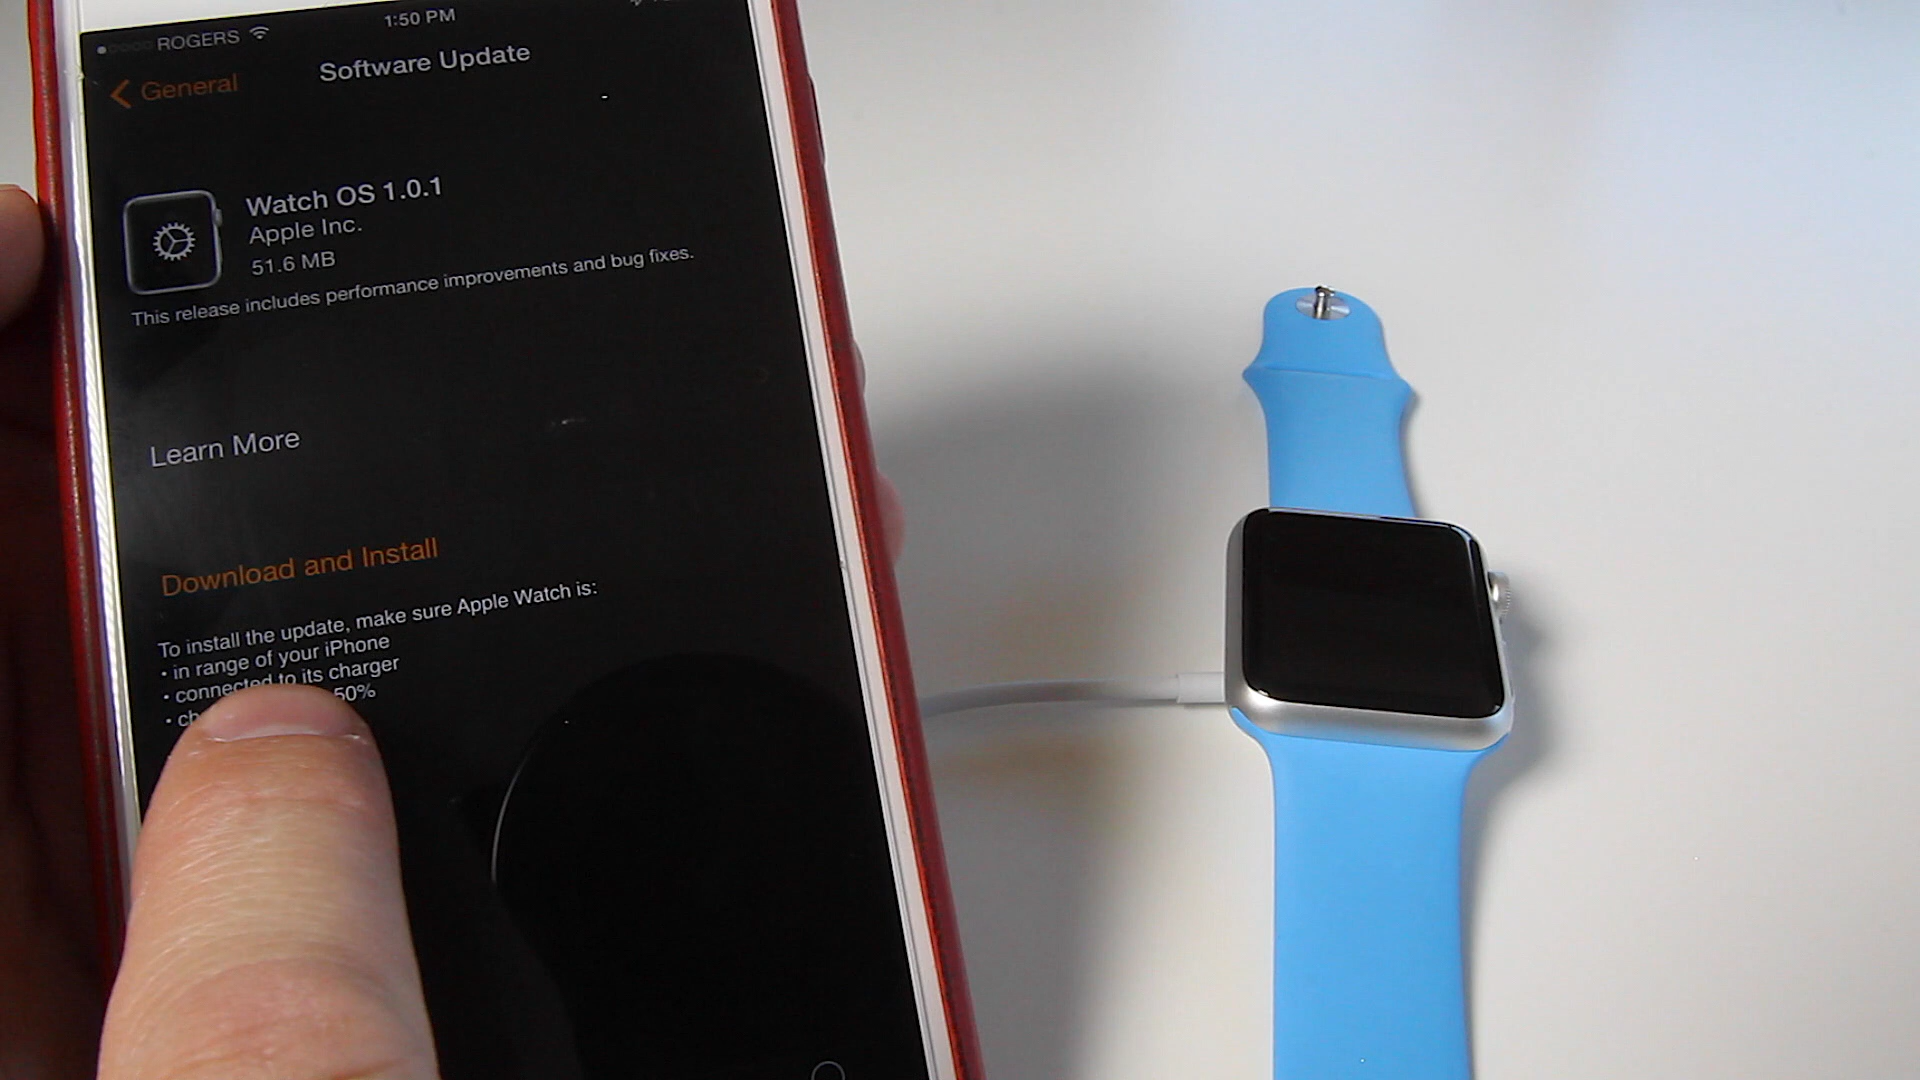 ROGERS 1:50 PM
General Software Update
Watch OS 1.0.1
Apple Inc.
51.6 MB
This release includes performance improvements and bug fixes.
Learn More
Download and Install
To install the update, make sure Apple Watch is:
• in range of your iPhone
• connected to its charger
• 50%